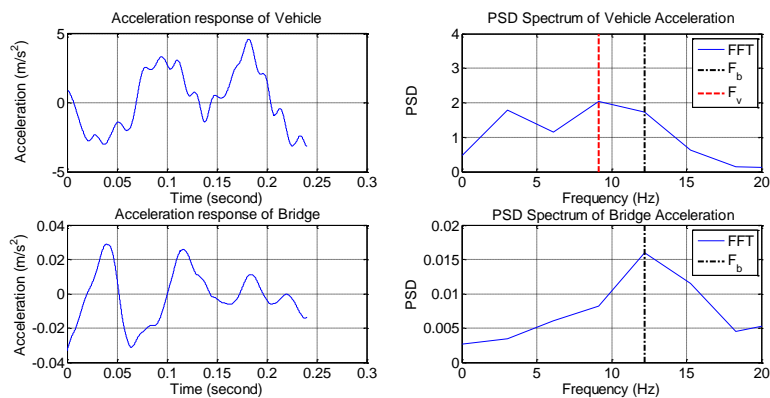 Acceleration response of Vehicle
Acceleration (m/s²)
5
0
-5
0 0.05 0.1 0.15 0.2 0.25 0.3
Time (second)
PSD Spectrum of Vehicle Acceleration
PSD
4
3
2
1
0
0 5 10 15 20
Frequency (Hz)
FFT
F_b
F_v
Acceleration response of Bridge
Acceleration (m/s²)
0.04
0.02
0
-0.02
-0.04
0 0.05 0.1 0.15 0.2 0.25 0.3
Time (second)
PSD Spectrum of Bridge Acceleration
PSD
0.02
0.015
0.01
0.005
0
0 5 10 15 20
Frequency (Hz)
FFT
F_b